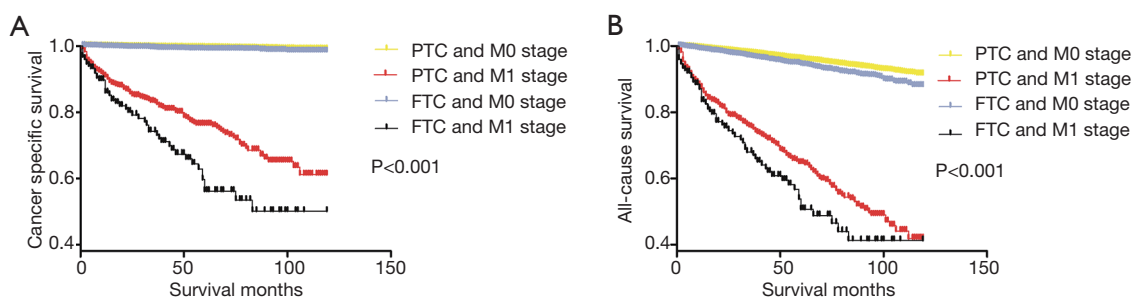 A
Cancer specific survival
1.0
0.8
0.6
0.4
0
50
100
150
Survival months
PTC and M0 stage
PTC and M1 stage
FTC and M0 stage
FTC and M1 stage
P<0.001
B
All-cause survival
1.0
0.8
0.6
0.4
0
50
100
150
Survival months
PTC and M0 stage
PTC and M1 stage
FTC and M0 stage
FTC and M1 stage
P<0.001